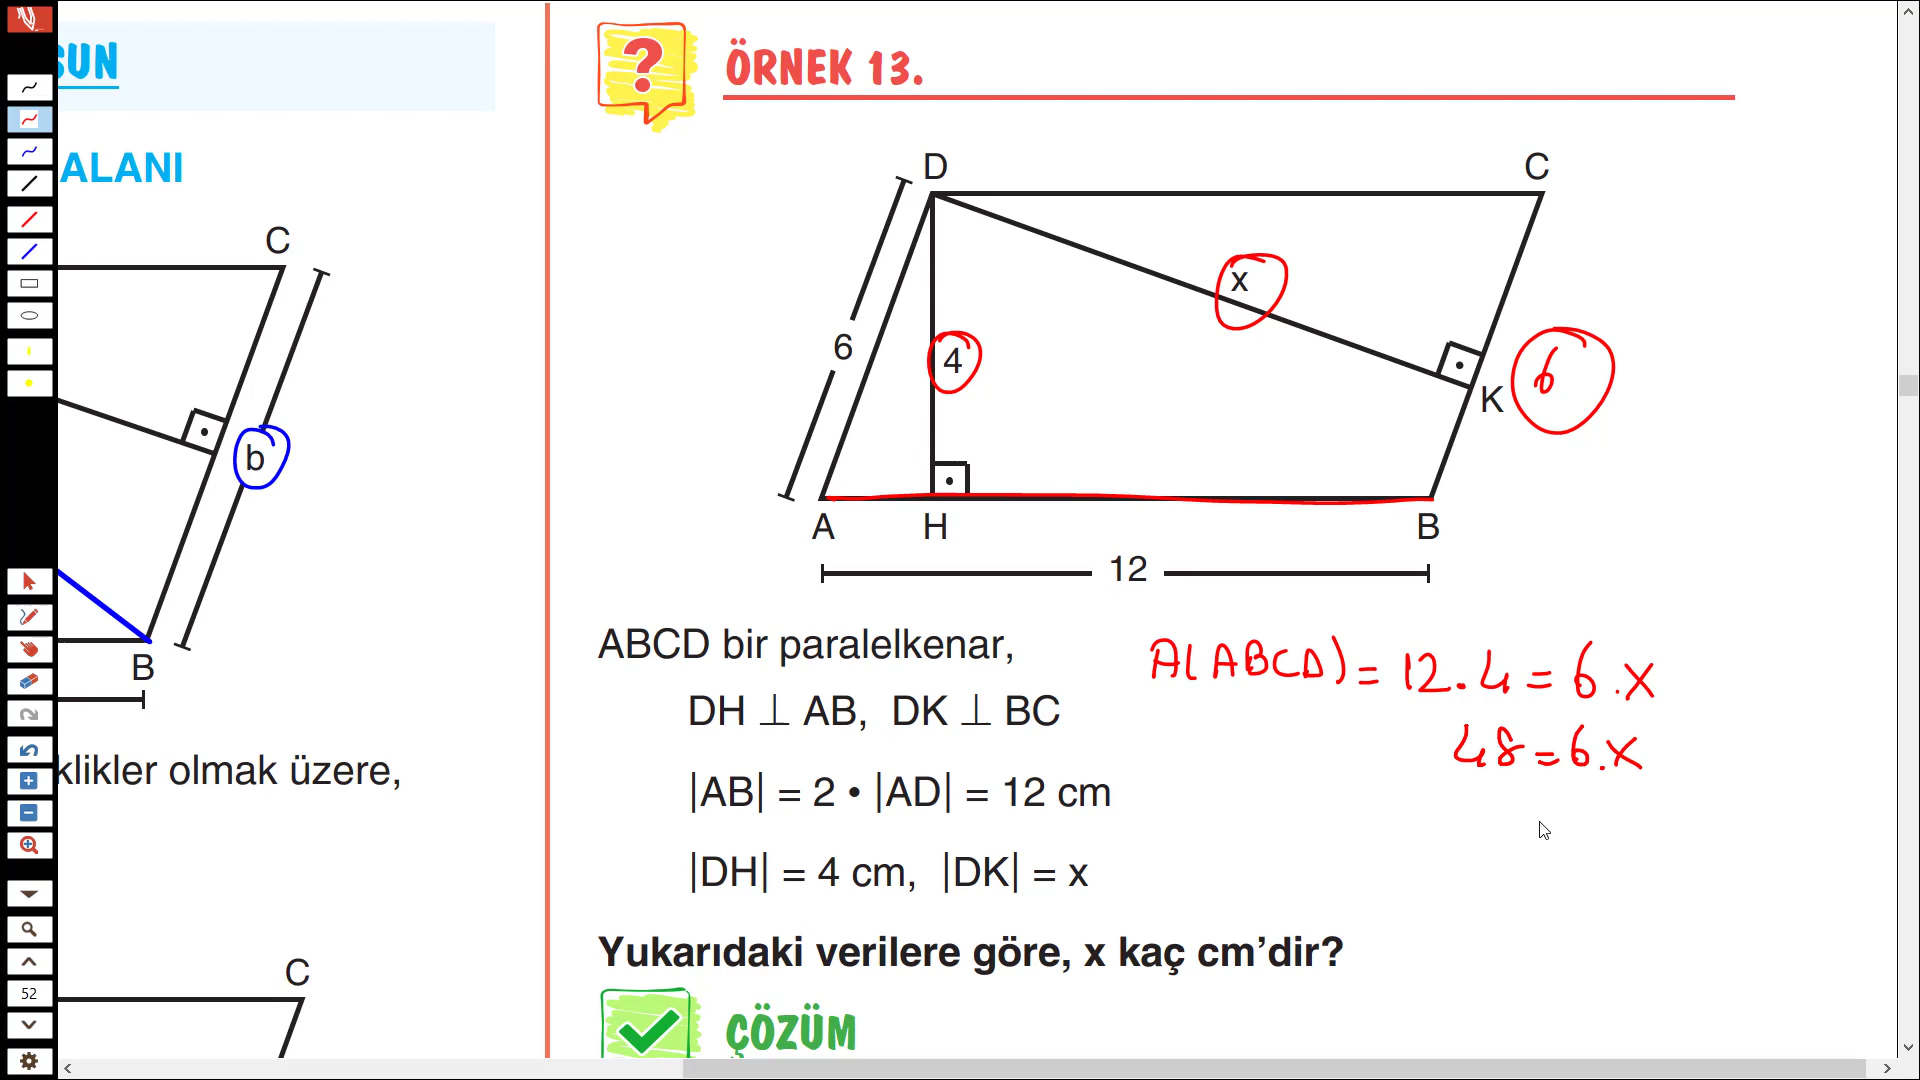 SUN
ALANI
C
b
B
klikler olmak üzere,
C
52
?
ÖRNEK 13.
D
C
x
6
4
6
K
A
H
B
12
ABCD bir paralelkenar,
A(ABCD) = 12.4 = 6.x
DH ⊥ AB, DK ⊥ BC
48 = 6.x
|AB| = 2 • |AD| = 12 cm
|DH| = 4 cm, |DK| = x
Yukarıdaki verilere göre, x kaç cm’dir?
ÇÖZÜM